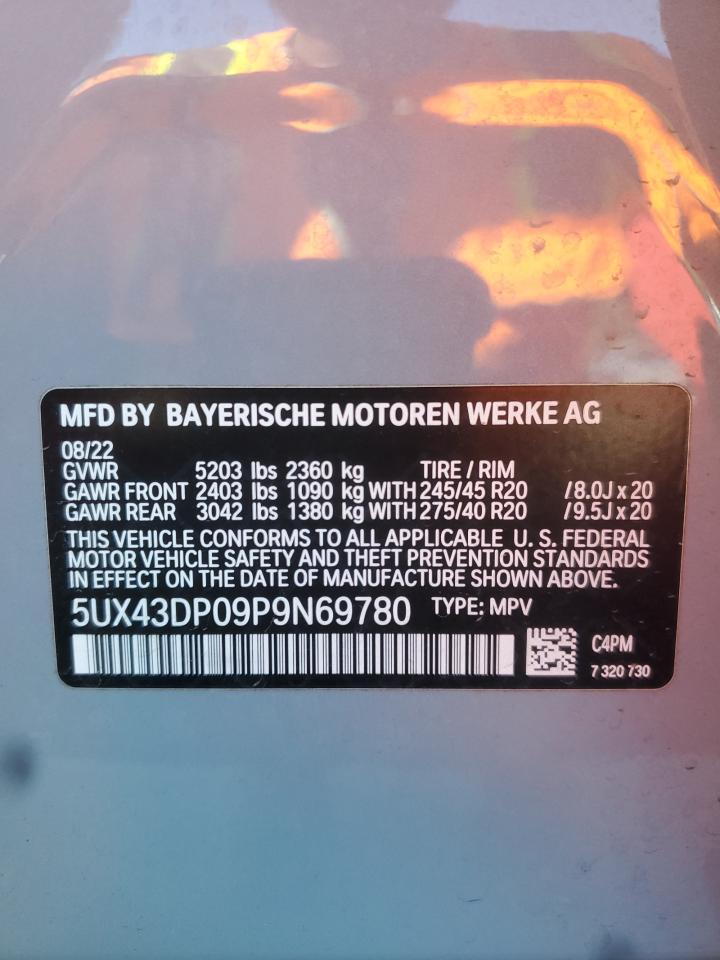 MFD BY BAYERISCHE MOTOREN WERKE AG
08/22
GVWR 5203 lbs 2360 kg TIRE / RIM
GAWR FRONT 2403 lbs 1090 kg WITH 245/45 R20 /8.0J x 20
GAWR REAR 3042 lbs 1380 kg WITH 275/40 R20 /9.5J x 20
THIS VEHICLE CONFORMS TO ALL APPLICABLE U. S. FEDERAL
MOTOR VEHICLE SAFETY AND THEFT PREVENTION STANDARDS
IN EFFECT ON THE DATE OF MANUFACTURE SHOWN ABOVE.
5UX43DP09P9N69780 TYPE: MPV
C4PM
7 320 730